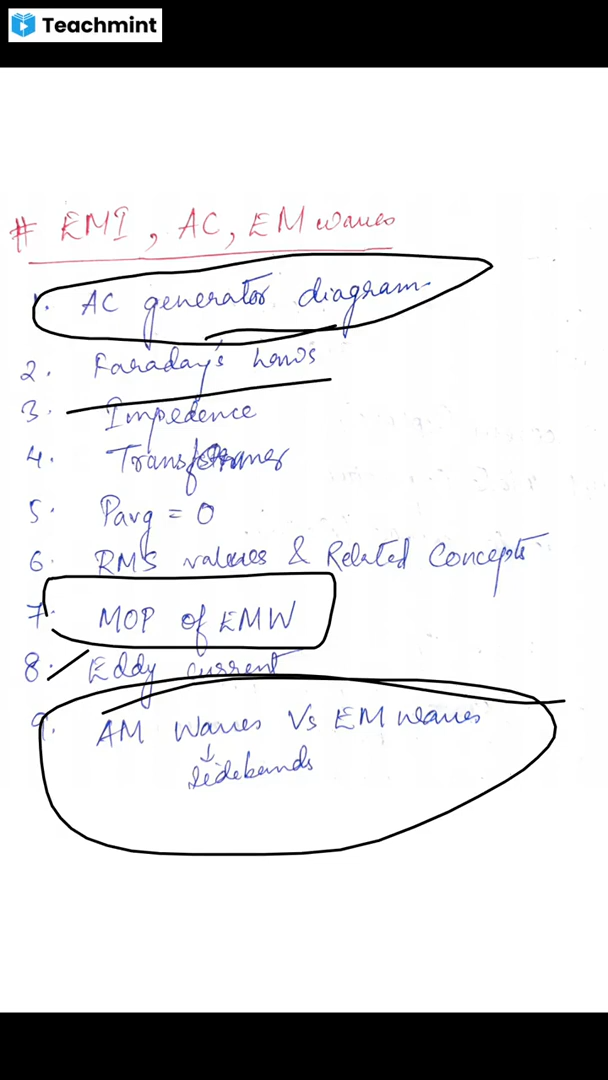 Teachmint
# EMI, AC, EM waves
1. AC generator diagram
2. Faraday's Laws
3. Impedence
4. Transformer
5. Pavg = 0
6. RMS values & Related Concepts
7. MOP of EMW
8. Eddy current
9. AM Waves Vs EM waves
↓
sidebands